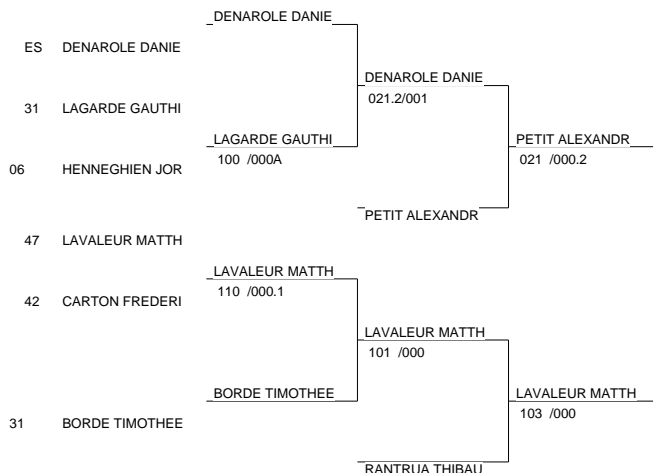 DENAROLE DANIE
ES DENAROLE DANIE
DENAROLE DANIE
021.2/001
31 LAGARDE GAUTHI
LAGARDE GAUTHI
100 /000A
PETIT ALEXANDR
021 /000.2
06 HENNEGHIEN JOR
PETIT ALEXANDR
47 LAVALEUR MATTH
LAVALEUR MATTH
110 /000.1
42 CARTON FREDERI
LAVALEUR MATTH
101 /000
BORDE TIMOTHEE
LAVALEUR MATTH
103 /000
31 BORDE TIMOTHEE
RANTRUA THIBAU